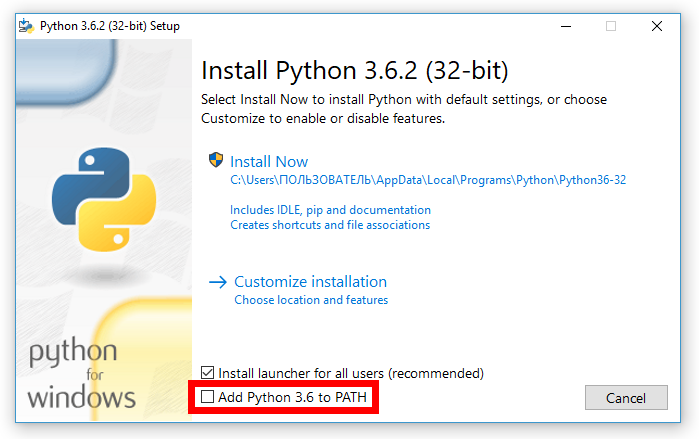 Python 3.6.2 (32-bit) Setup
Install Python 3.6.2 (32-bit)
Select Install Now to install Python with default settings, or choose
Customize to enable or disable features.
Install Now
C:\Users\ПОЛЬЗОВАТЕЛЬ\AppData\Local\Programs\Python\Python36-32
Includes IDLE, pip and documentation
Creates shortcuts and file associations
Customize installation
Choose location and features
python
for
windows
Install launcher for all users (recommended)
Add Python 3.6 to PATH
Cancel